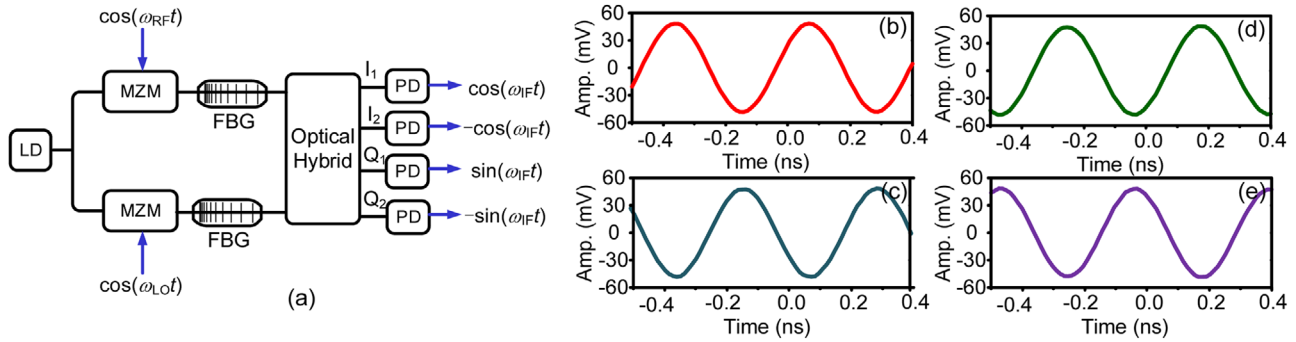 cos(ωRFt)
MZM
FBG
LD
Optical
Hybrid
I1
PD
cos(ωIFt)
I2
PD
−cos(ωIFt)
Q1
PD
sin(ωIFt)
Q2
PD
−sin(ωIFt)
MZM
FBG
cos(ωLOt)
(a)
(b)
Amp. (mV)
60
30
0
-30
-60
-0.4 -0.2 0.0 0.2 0.4
Time (ns)
(d)
Amp. (mV)
60
30
0
-30
-60
-0.4 -0.2 0.0 0.2 0.4
Time (ns)
(c)
Amp. (mV)
60
30
0
-30
-60
-0.4 -0.2 0.0 0.2 0.4
Time (ns)
(e)
Amp. (mV)
60
30
0
-30
-60
-0.4 -0.2 0.0 0.2 0.4
Time (ns)